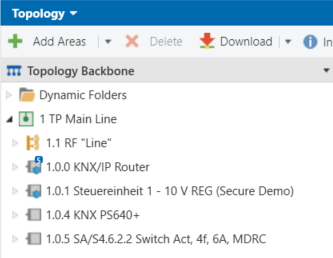 Topology
Add Areas Delete Download In
Topology Backbone
Dynamic Folders
1 TP Main Line
1.1 RF "Line"
1.0.0 KNX/IP Router
1.0.1 Steuereinheit 1 - 10 V REG (Secure Demo)
1.0.4 KNX PS640+
1.0.5 SA/S4.6.2.2 Switch Act, 4f, 6A, MDRC